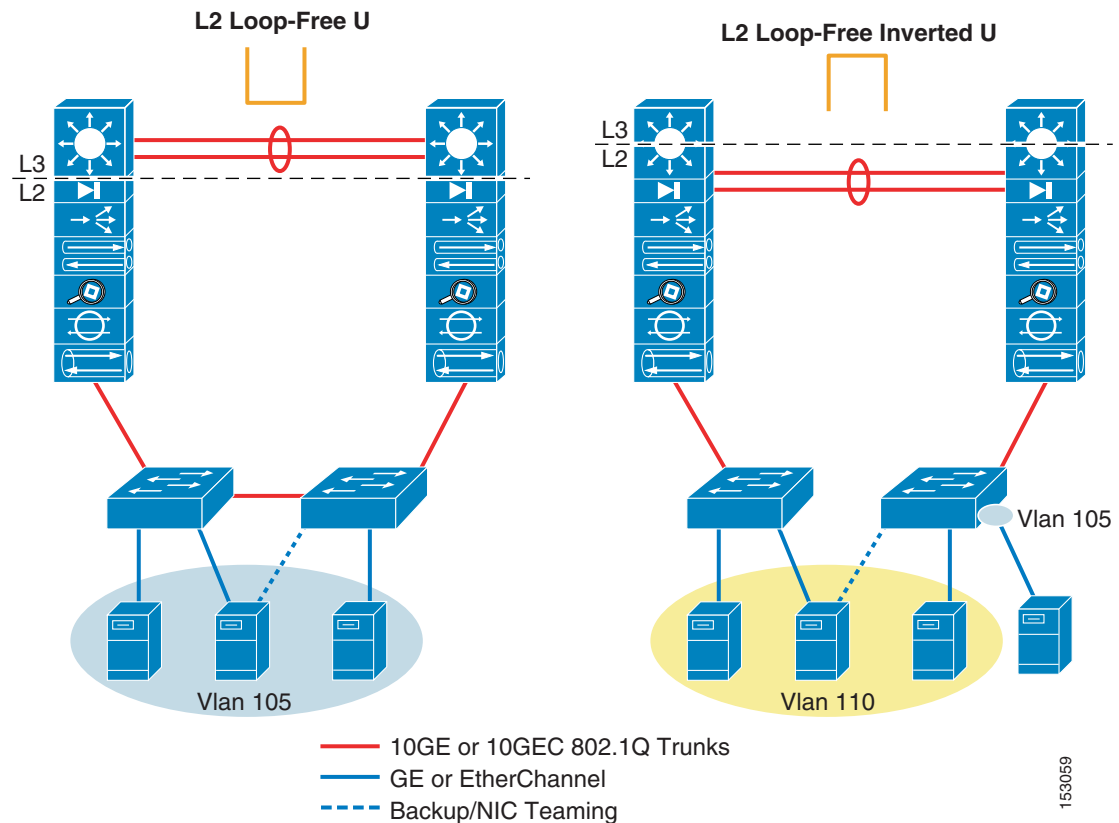 L2 Loop-Free U
L2 Loop-Free Inverted U
L3
L2
L3
L2
Vlan 105
Vlan 105
Vlan 110
10GE or 10GEC 802.1Q Trunks
GE or EtherChannel
Backup/NIC Teaming
153059